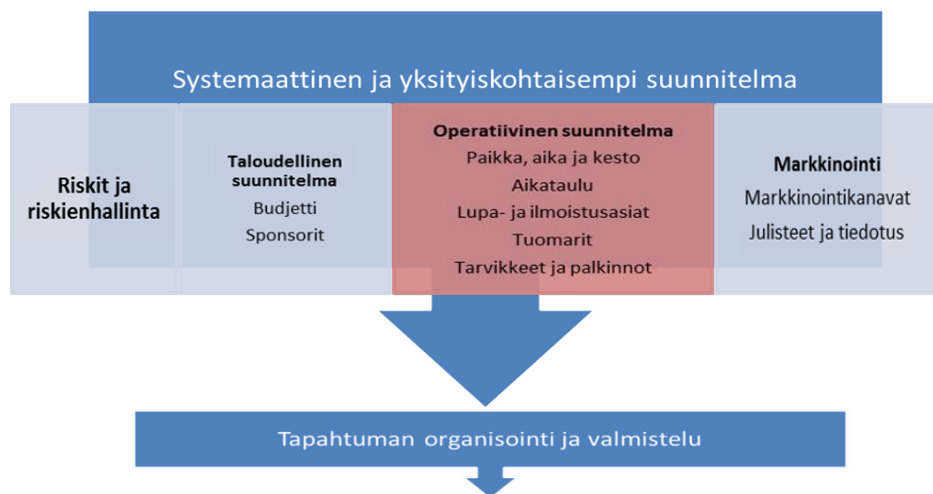 Systemaattinen ja yksityiskohtaisempi suunnitelma
Riskit ja
riskienhallinta
Taloudellinen
suunnitelma
Budjetti
Sponsorit
Operatiivinen suunnitelma
Paikka, aika ja kesto
Aikataulu
Lupa- ja ilmoistusasiat
Tuomarit
Tarvikkeet ja palkinnot
Markkinointi
Markkinointikanavat
Julisteet ja tiedotus
Tapahtuman organisointi ja valmistelu